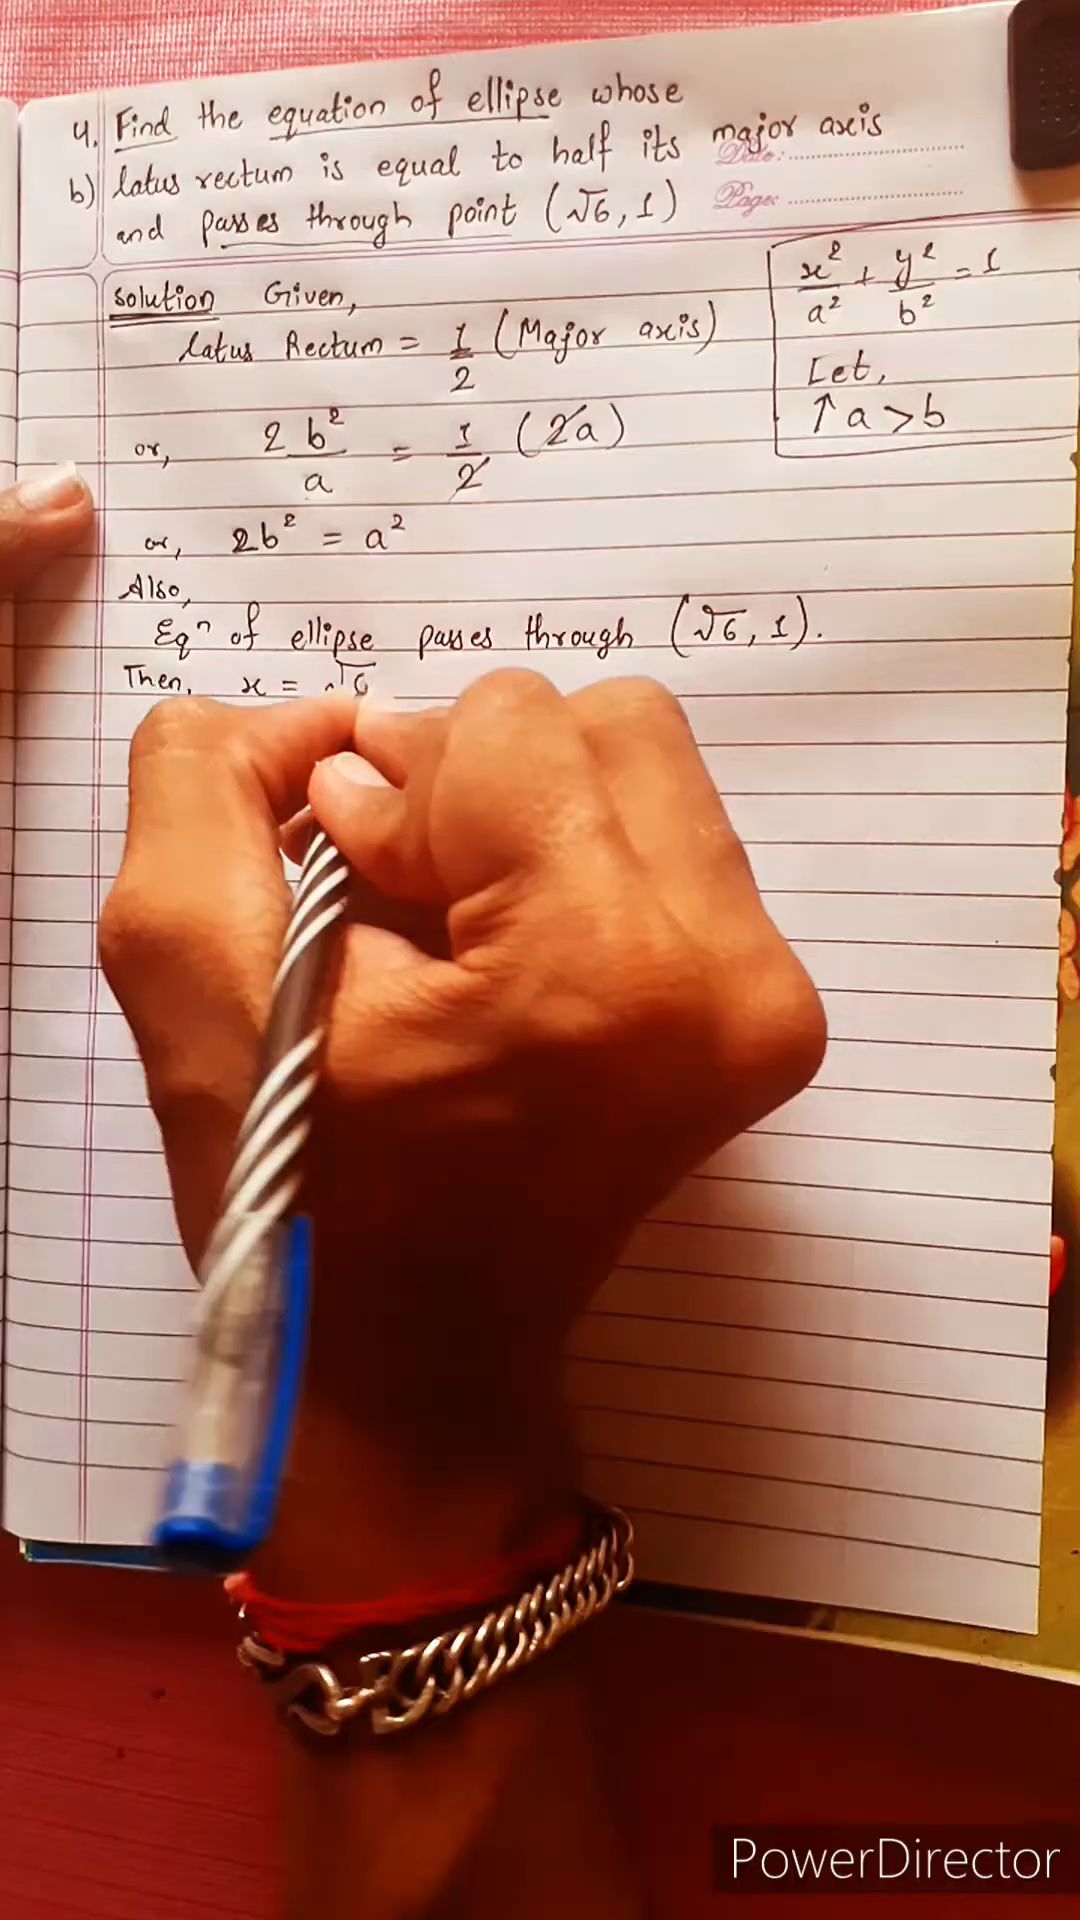 4. Find the equation of ellipse whose
b) latus rectum is equal to half its major axis
and passes through point (√6, 1)
Date:
Page:
Solution Given,
Latus Rectum = 1/2 (Major axis)
x²/a² + y²/b² = 1
Let,
↑ a > b
or, 2b²/a = 1/2 (2a)
or, 2b² = a²
Also,
Eqⁿ of ellipse passes through (√6, 1).
Then, x = √6
PowerDirector